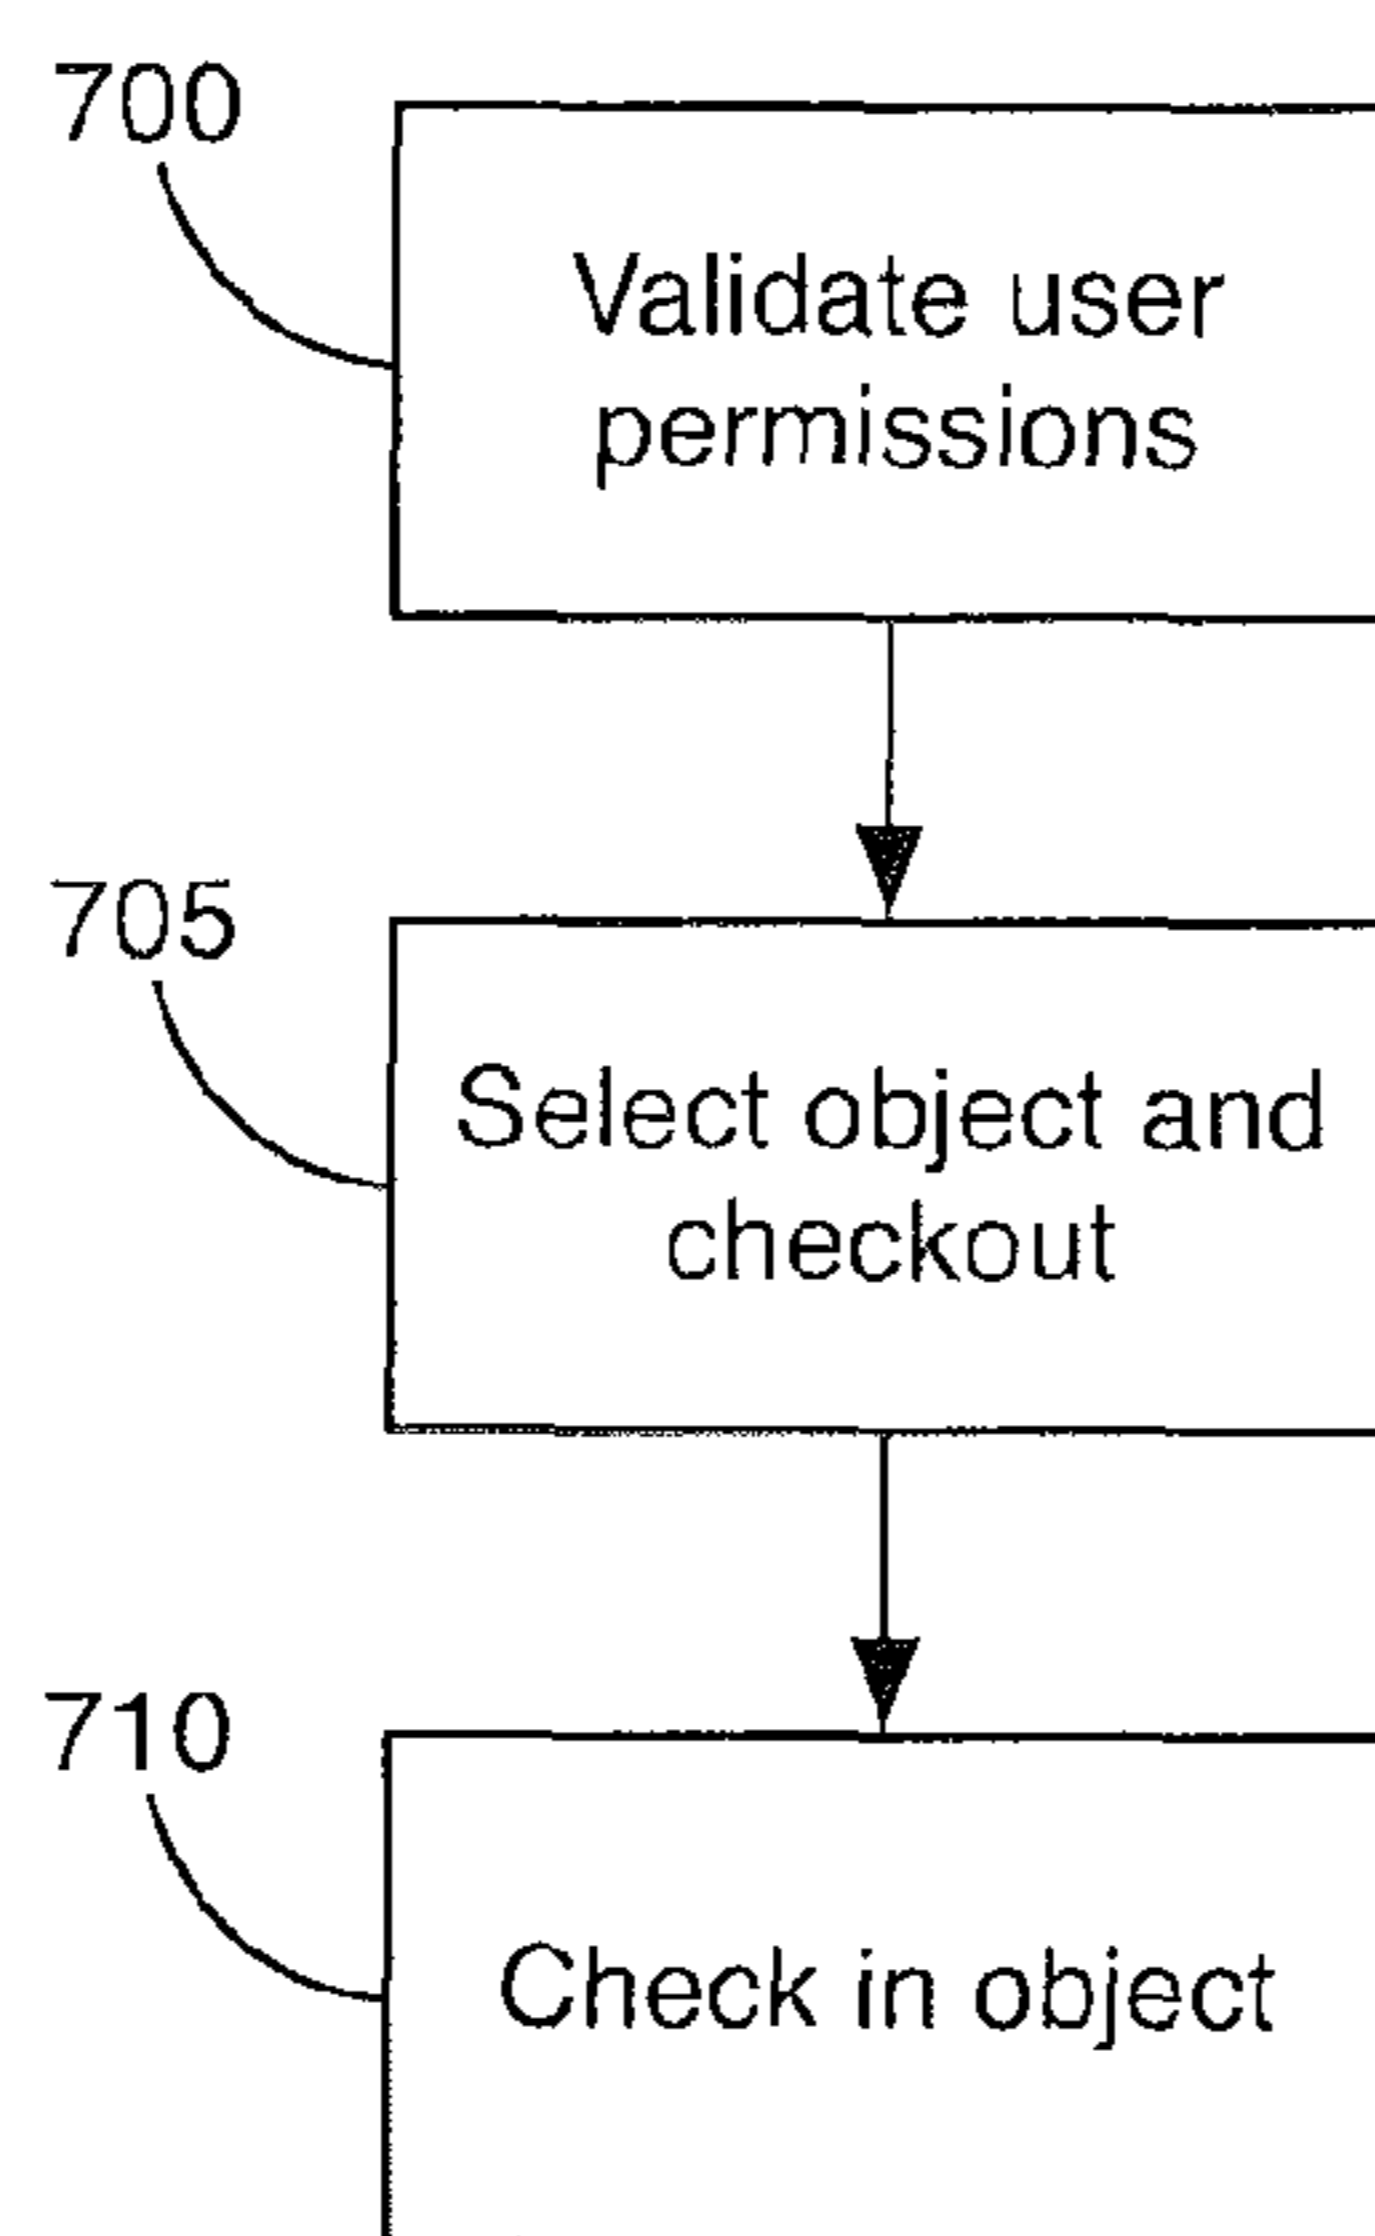 700
Validate user
permissions
705
Select object and
checkout
710
Check in object